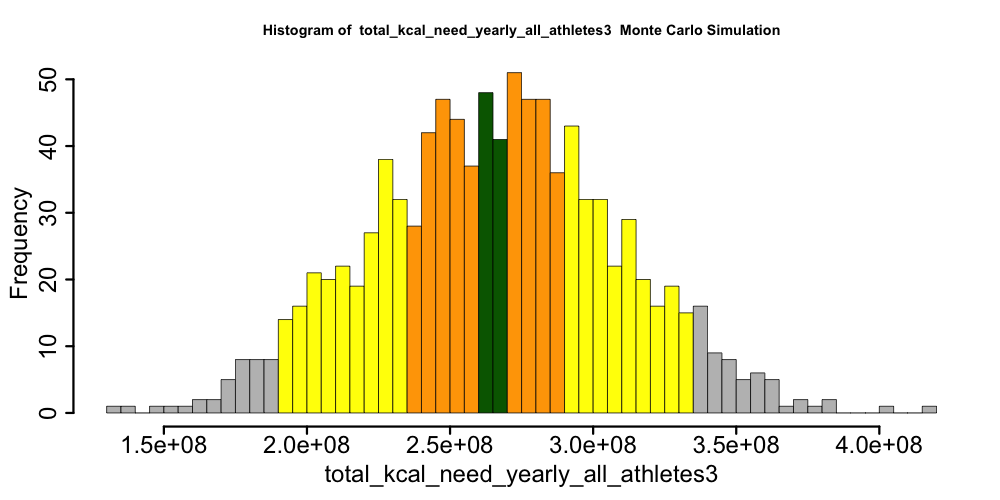 Histogram of  total_kcal_need_yearly_all_athletes3  Monte Carlo Simulation
50
40
30
20
10
0
Frequency
1.5e+08 2.0e+08 2.5e+08 3.0e+08 3.5e+08 4.0e+08
total_kcal_need_yearly_all_athletes3